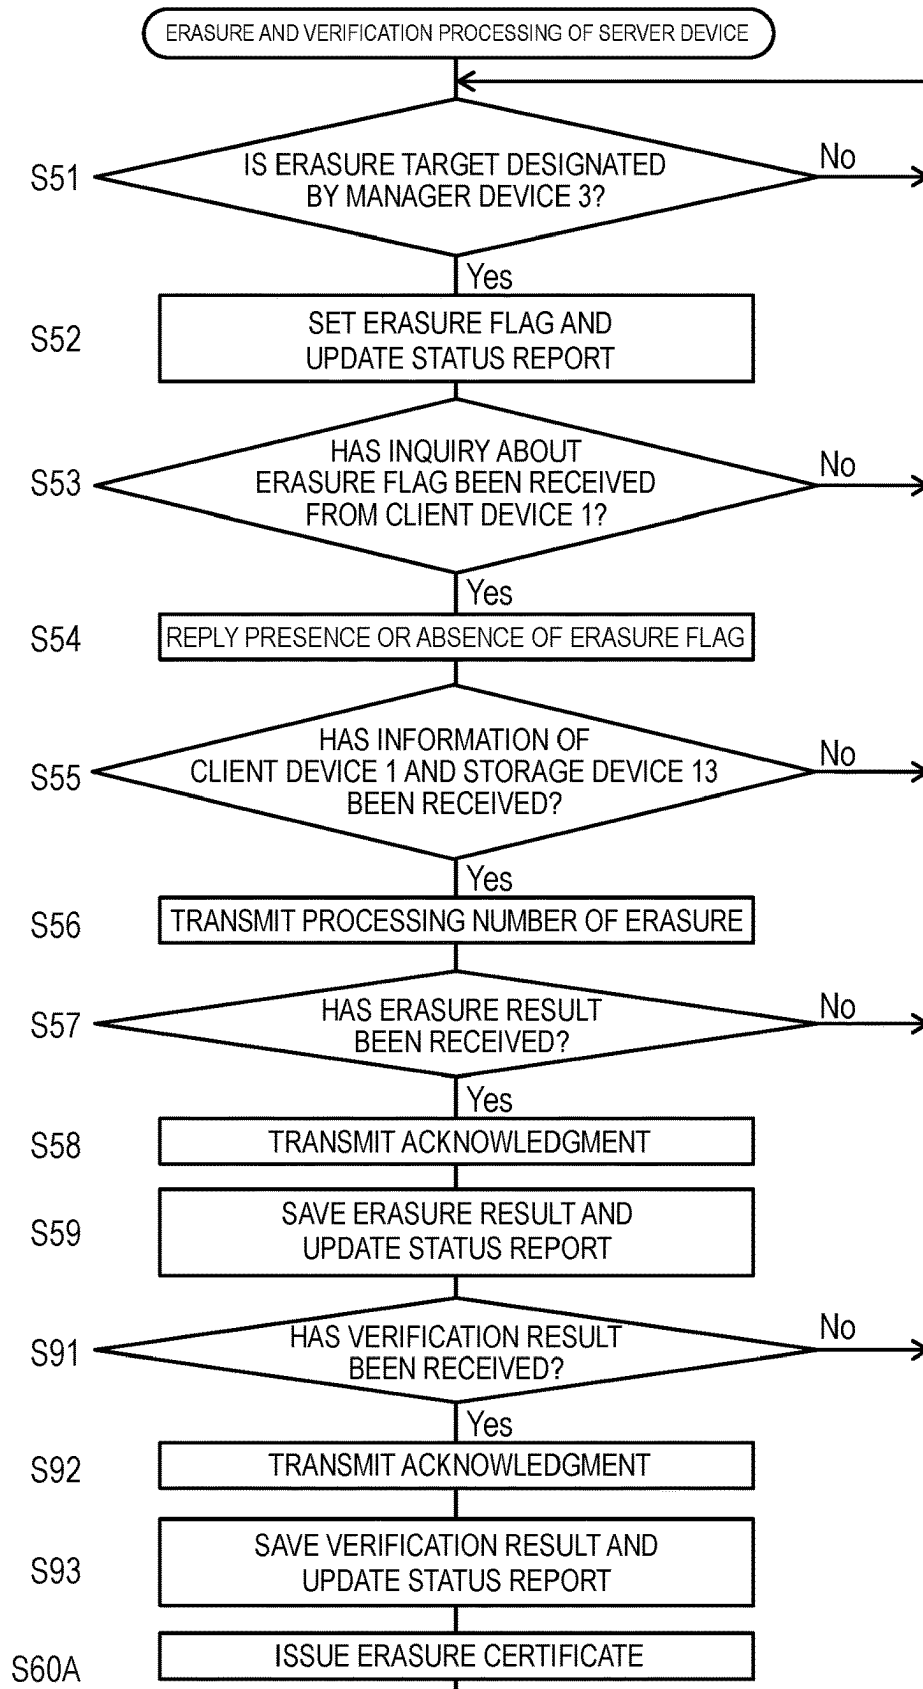 ERASURE AND VERIFICATION PROCESSING OF SERVER DEVICE
S51
IS ERASURE TARGET DESIGNATED
BY MANAGER DEVICE 3?
No
Yes
S52
SET ERASURE FLAG AND
UPDATE STATUS REPORT
S53
HAS INQUIRY ABOUT
ERASURE FLAG BEEN RECEIVED
FROM CLIENT DEVICE 1?
No
Yes
S54
REPLY PRESENCE OR ABSENCE OF ERASURE FLAG
S55
HAS INFORMATION OF
CLIENT DEVICE 1 AND STORAGE DEVICE 13
BEEN RECEIVED?
No
Yes
S56
TRANSMIT PROCESSING NUMBER OF ERASURE
S57
HAS ERASURE RESULT
BEEN RECEIVED?
No
Yes
S58
TRANSMIT ACKNOWLEDGMENT
S59
SAVE ERASURE RESULT AND
UPDATE STATUS REPORT
S91
HAS VERIFICATION RESULT
BEEN RECEIVED?
No
Yes
S92
TRANSMIT ACKNOWLEDGMENT
S93
SAVE VERIFICATION RESULT AND
UPDATE STATUS REPORT
S60A
ISSUE ERASURE CERTIFICATE